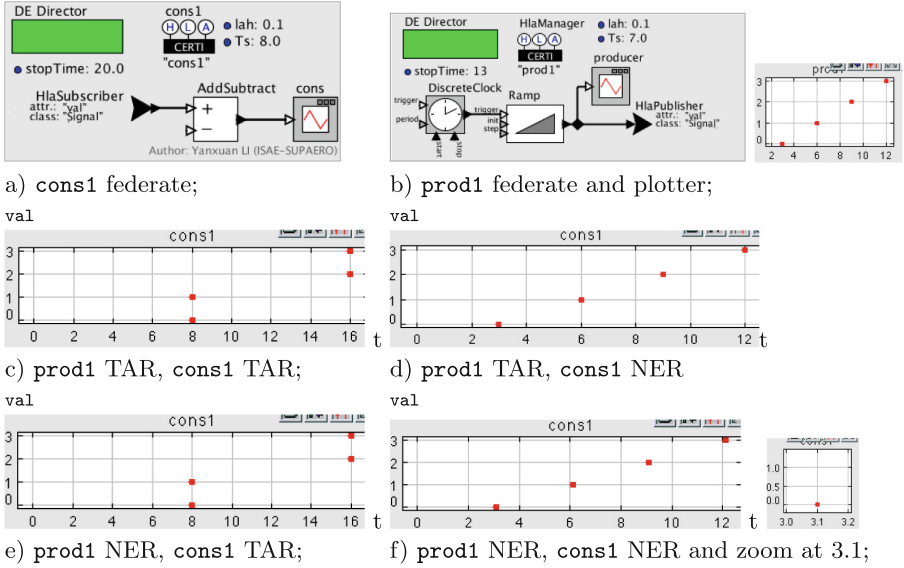 DE Director
cons1
lah: 0.1
H L A
Ts: 8.0
CERTI
"cons1"
stopTime: 20.0
HlaSubscriber
attr.: "val"
class: "Signal"
AddSubtract
cons
Author: Yanxuan LI (ISAE-SUPAERO)
DE Director
HlaManager
lah: 0.1
H L A
Ts: 7.0
CERTI
"prod1"
producer
stopTime: 13
DiscreteClock
trigger
period
start
stop
Ramp
trigger
init
step
HlaPublisher
attr.: "val"
class: "Signal"
prod1
3
2
1
0
2 4 6 8 10 12
a) cons1 federate;
b) prod1 federate and plotter;
val
cons1
3
2
1
0
0 2 4 6 8 10 12 14 16
t
val
cons1
3
2
1
0
0 2 4 6 8 10 12
t
c) prod1 TAR, cons1 TAR;
d) prod1 TAR, cons1 NER
val
cons1
3
2
1
0
0 2 4 6 8 10 12 14 16
t
val
cons1
3
2
1
0
0 2 4 6 8 10 12
t
cons1
1.0
0.5
0.0
3.0 3.1 3.2
e) prod1 NER, cons1 TAR;
f) prod1 NER, cons1 NER and zoom at 3.1;